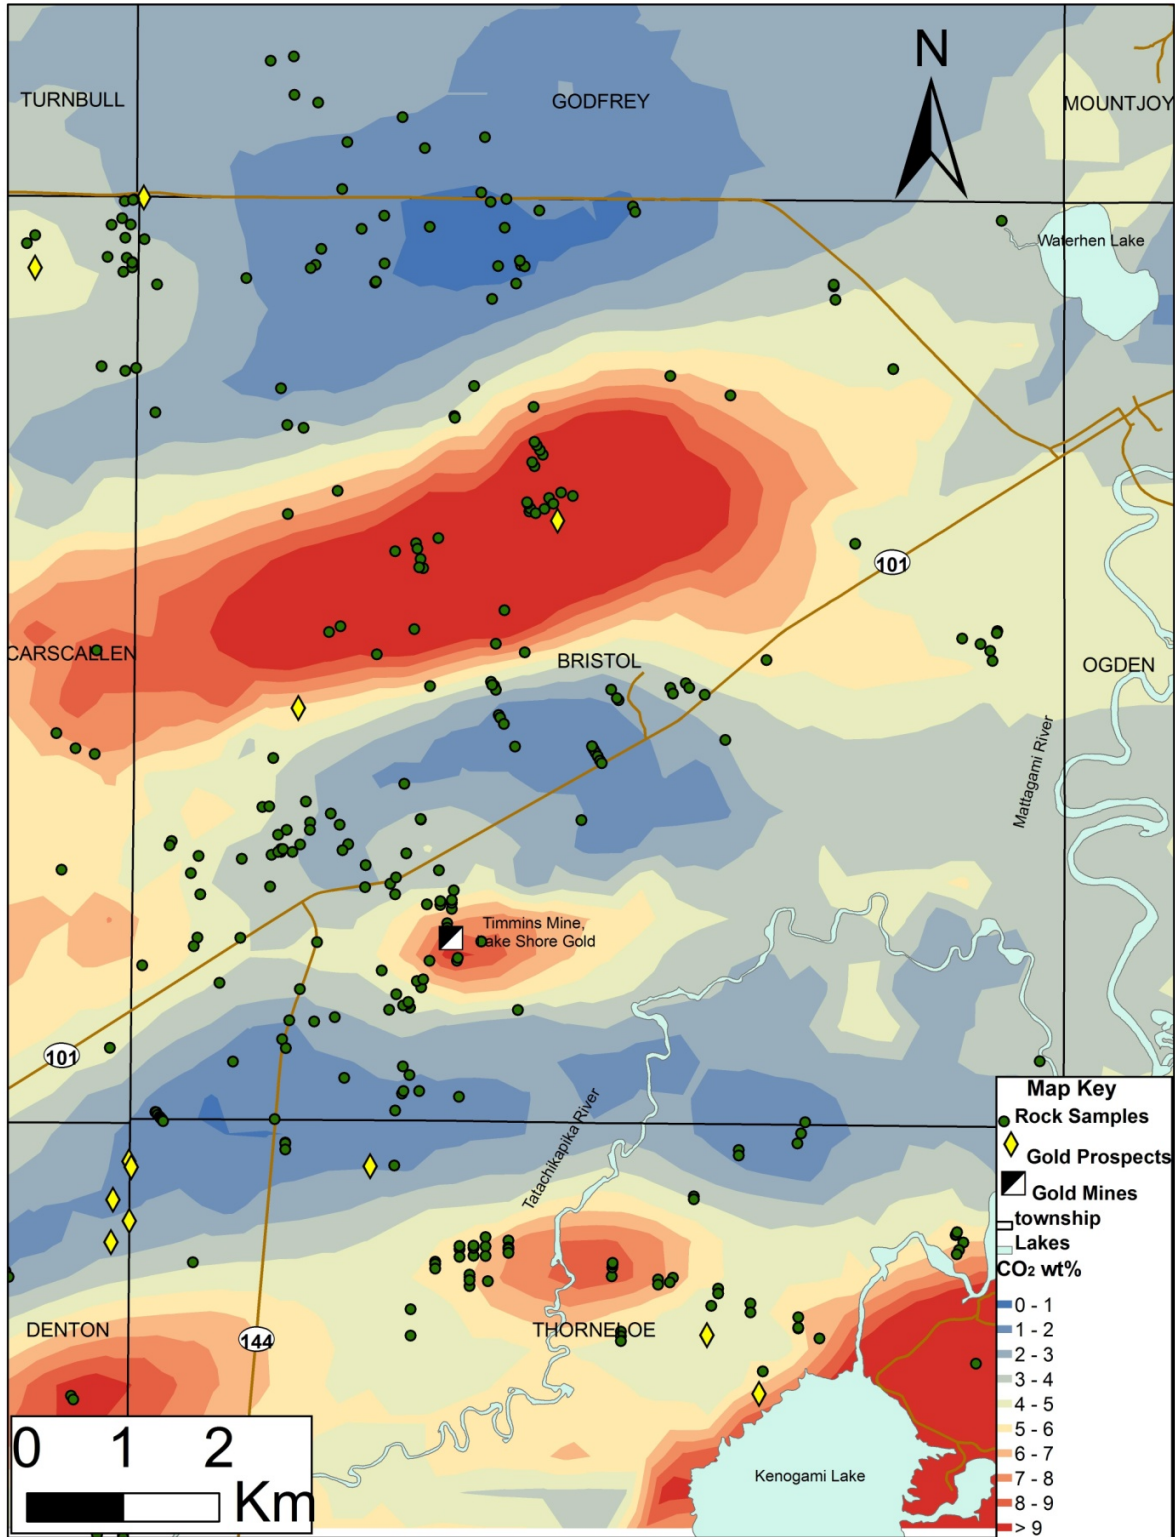 N
TURNBULL
GODFREY
MOUNTJOY
Waterhen Lake
101
CARSCALLEN
BRISTOL
OGDEN
Mattagami River
Timmins Mine,
Lake Shore Gold
101
Tatachikapika River
DENTON
144
THORNELOE
Kenogami Lake
Map Key
Rock Samples
Gold Prospects
Gold Mines
township
Lakes
CO2 wt%
0 - 1
1 - 2
2 - 3
3 - 4
4 - 5
5 - 6
6 - 7
7 - 8
8 - 9
> 9
0 1 2
Km